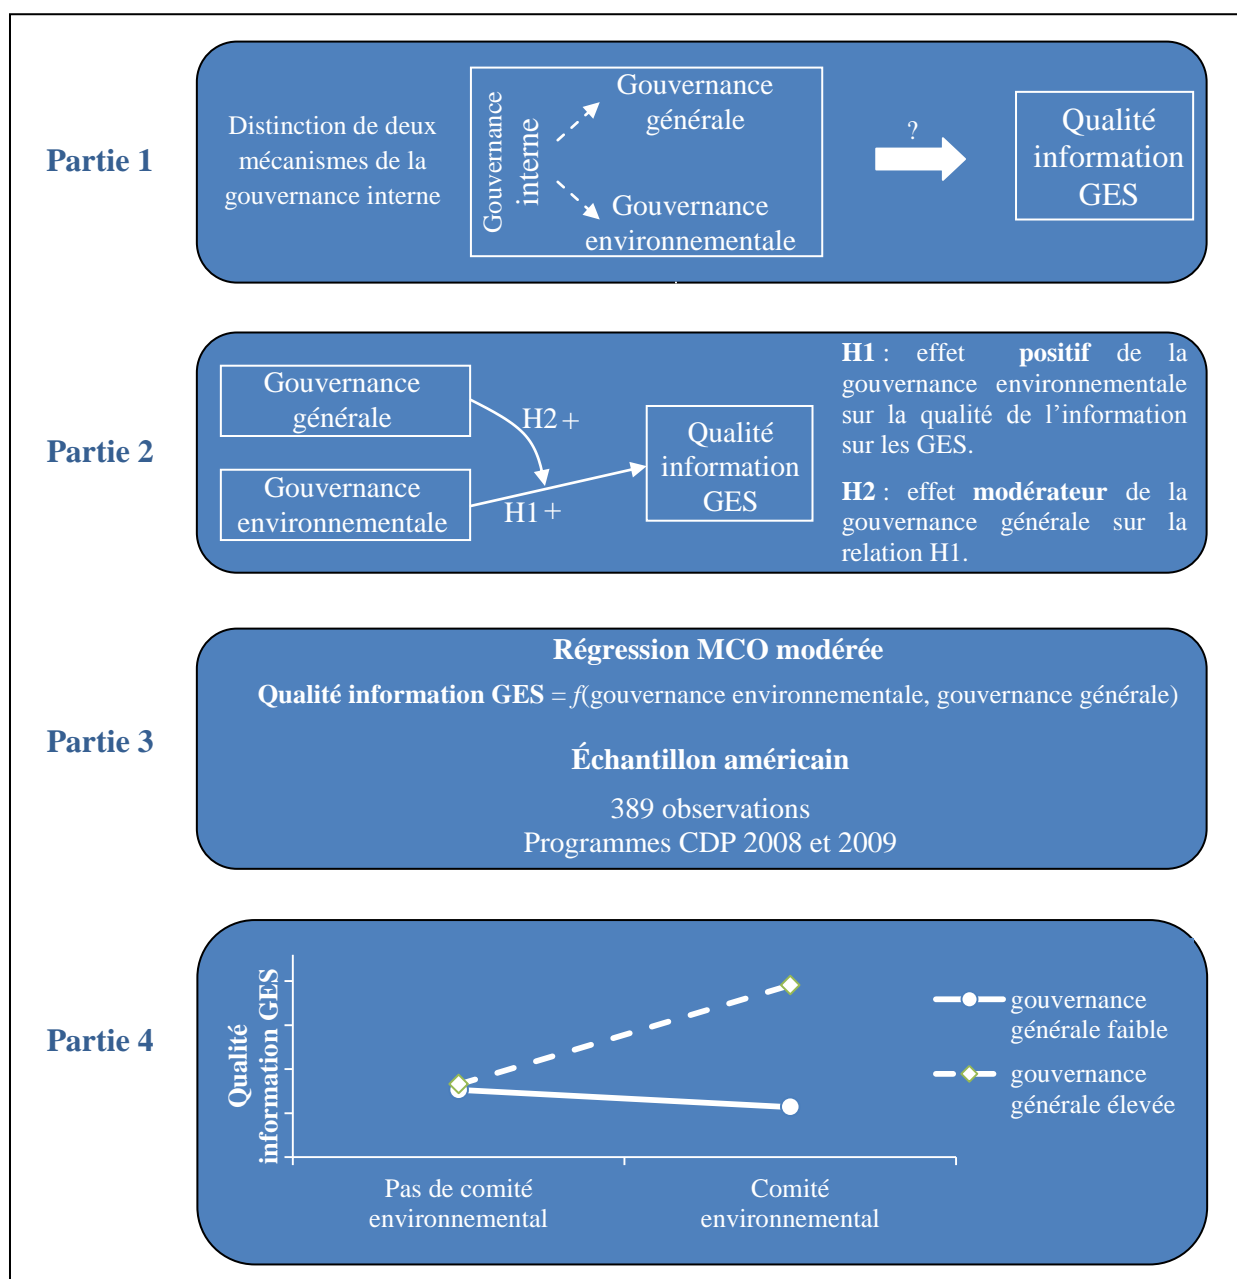 Partie 1
Distinction de deux
mécanismes de la
gouvernance interne
Gouvernance
interne
Gouvernance
générale
Gouvernance
environnementale
?
Qualité
information
GES
Partie 2
Gouvernance
générale
Gouvernance
environnementale
H2 +
H1 +
Qualité
information
GES
H1 : effet positif de la
gouvernance environnementale
sur la qualité de l’information
sur les GES.
H2 : effet modérateur de la
gouvernance générale sur la
relation H1.
Partie 3
Régression MCO modérée
Qualité information GES = f(gouvernance environnementale, gouvernance générale)
Échantillon américain
389 observations
Programmes CDP 2008 et 2009
Partie 4
Qualité
information GES
Pas de comité
environnemental
Comité
environnemental
gouvernance
générale faible
gouvernance
générale élevée